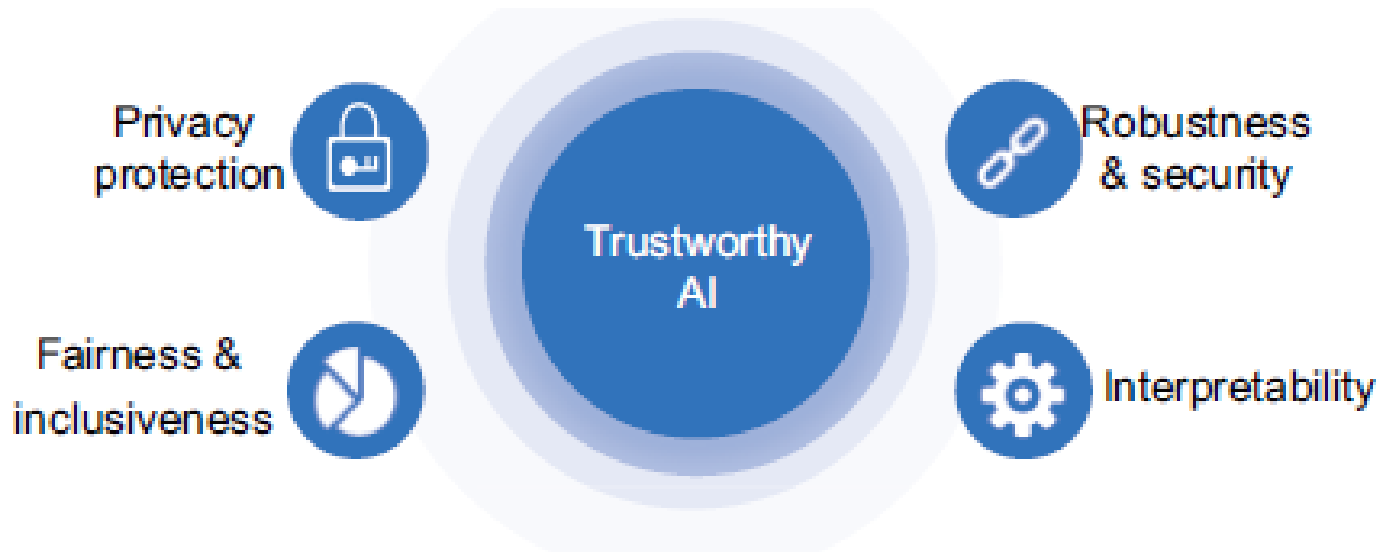 Privacy
protection
Robustness
& security
Trustworthy
AI
Fairness &
inclusiveness
Interpretability